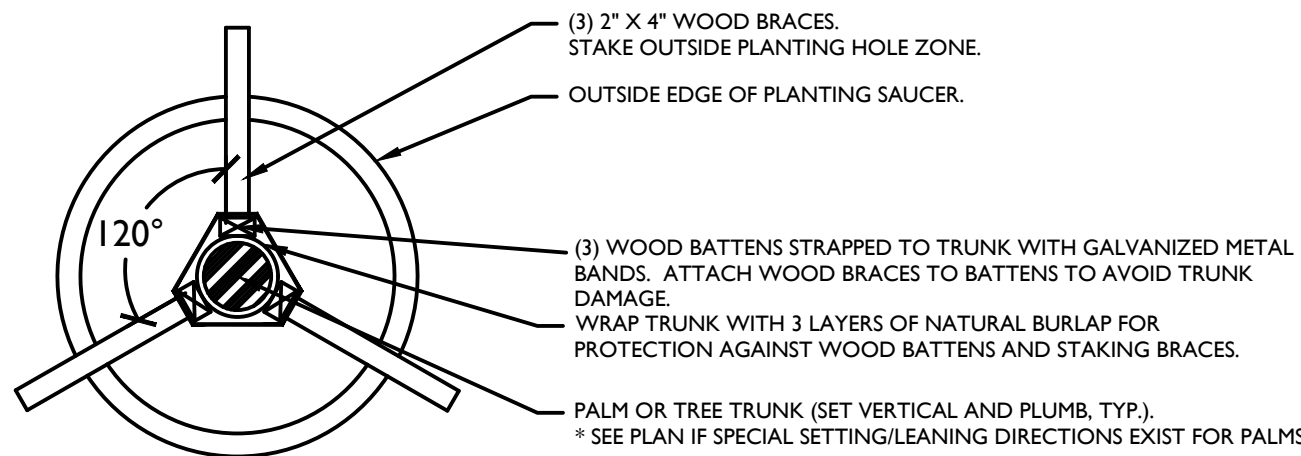 (3) 2" X 4" WOOD BRACES.
STAKE OUTSIDE PLANTING HOLE ZONE.
OUTSIDE EDGE OF PLANTING SAUCER.
120°
(3) WOOD BATTENS STRAPPED TO TRUNK WITH GALVANIZED METAL
BANDS. ATTACH WOOD BRACES TO BATTENS TO AVOID TRUNK
DAMAGE.
WRAP TRUNK WITH 3 LAYERS OF NATURAL BURLAP FOR
PROTECTION AGAINST WOOD BATTENS AND STAKING BRACES.
PALM OR TREE TRUNK (SET VERTICAL AND PLUMB, TYP.).
* SEE PLAN IF SPECIAL SETTING/LEANING DIRECTIONS EXIST FOR PALMS